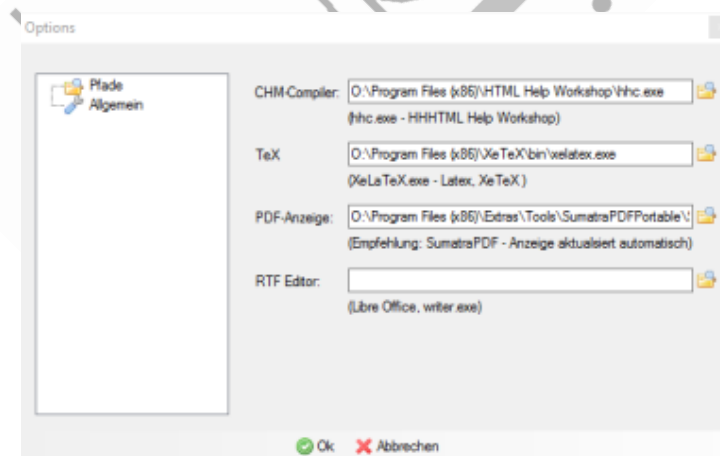 Options
Pfade
Allgemein
CHM-Compiler: O:\Program Files (x86)\HTML Help Workshop\hhc.exe
(hhc.exe - HHHTML Help Workshop)
TeX O:\Program Files (x86)\XeTeX\bin\xelatex.exe
(XeLaTeX.exe - Latex, XeTeX )
PDF-Anzeige: O:\Program Files (x86)\Extras\Tools\SumatraPDFPortable\
(Empfehlung: SumatraPDF - Anzeige aktualsiert automatisch)
RTF Editor:
(Libre Office, writer.exe)
Ok Abbrechen